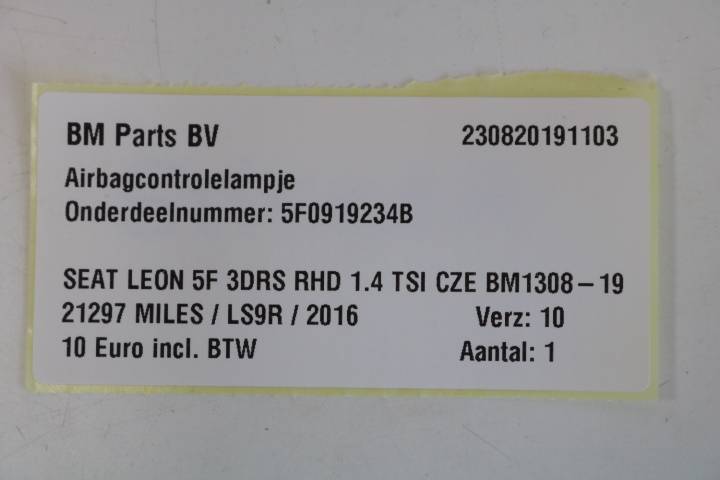 BM Parts BV 230820191103
Airbagcontrolelampje
Onderdeelnummer: 5F0919234B
SEAT LEON 5F 3DRS RHD 1.4 TSI CZE BM1308-19
21297 MILES / LS9R / 2016 Verz: 10
10 Euro incl. BTW Aantal: 1